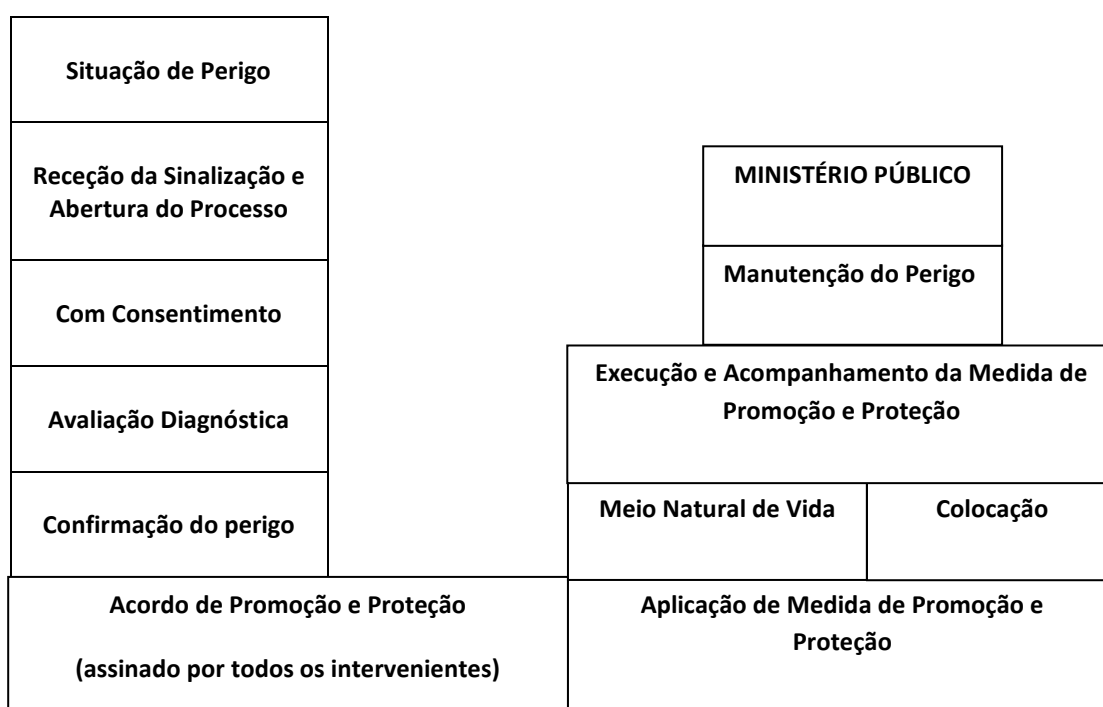 Situação de Perigo
Receção da Sinalização e
Abertura do Processo
Com Consentimento
Avaliação Diagnóstica
Confirmação do perigo
Acordo de Promoção e Proteção
(assinado por todos os intervenientes)
MINISTÉRIO PÚBLICO
Manutenção do Perigo
Execução e Acompanhamento da Medida de
Promoção e Proteção
Meio Natural de Vida
Colocação
Aplicação de Medida de Promoção e
Proteção